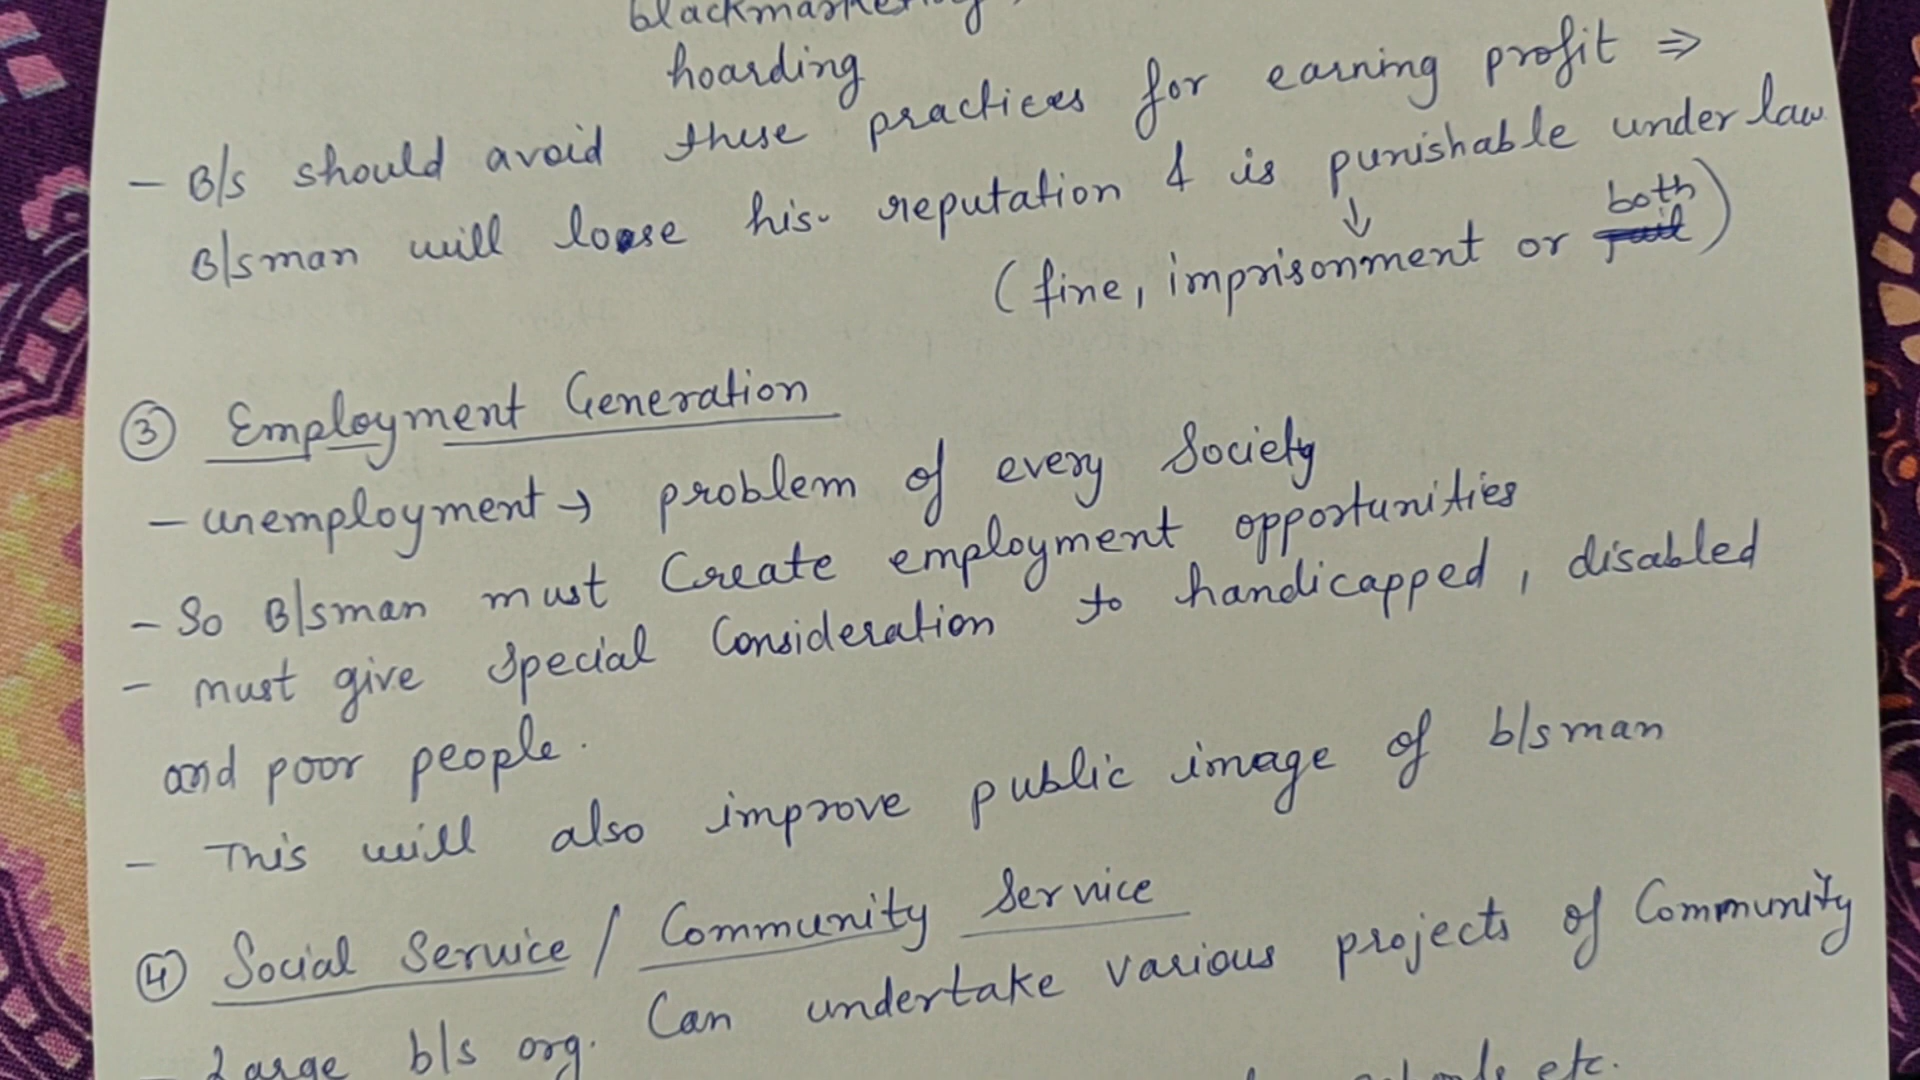 blackmarketing
hoarding
- B/s should avoid these practices for earning profit ⇒
B/sman will loose his reputation & is punishable under law
↓
(fine, imprisonment or both)
③ Employment Generation
- unemployment → problem of every Society
- So B/sman must Create employment opportunities
- must give Special Consideration to handicapped, disabled
and poor people.
- This will also improve public image of b/sman
④ Social Service / Community Service
- Large b/s org. Can undertake various projects of Community
etc.